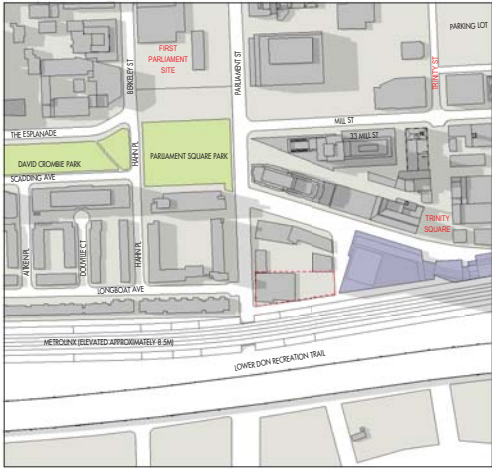 PARKING LOT
FIRST
PARLIAMENT
SITE
BERKELEY ST
PARLIAMENT ST
TRINITY ST
MILL ST
THE ESPLANADE
33 MILL ST
HAHN PL
PARLIAMENT SQUARE PARK
DAVID CROMBIE PARK
SCADDING AVE
TRINITY
SQUARE
AITKEN PL
DOUVILLE CT
HAHN PL
LONGBOAT AVE
METROLINX (ELEVATED APPROXIMATELY 8.5M)
LOWER DON RECREATION TRAIL